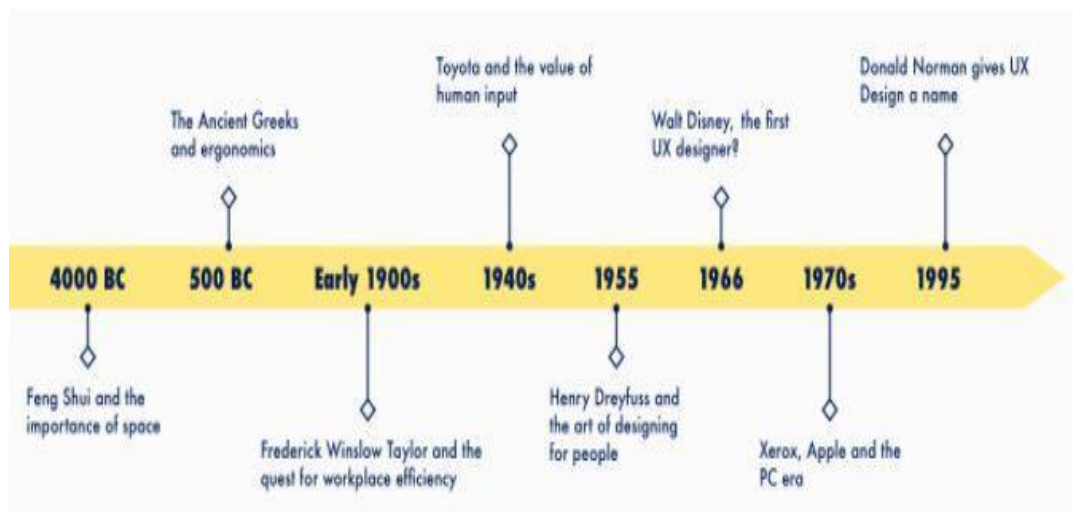 Toyota and the value of
human input
Donald Norman gives UX
Design a name
The Ancient Greeks
and ergonomics
Walt Disney, the first
UX designer?
4000 BC
500 BC
Early 1900s
1940s
1955
1966
1970s
1995
Feng Shui and the
importance of space
Henry Dreyfuss and
the art of designing
for people
Frederick Winslow Taylor and the
quest for workplace efficiency
Xerox, Apple and the
PC era